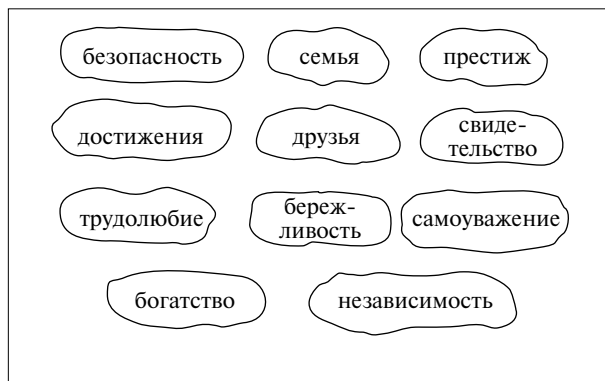 безопасность семья престиж
достижения друзья свиде-
тельство
трудолюбие береж-
ливость самоуважение
богатство независимость